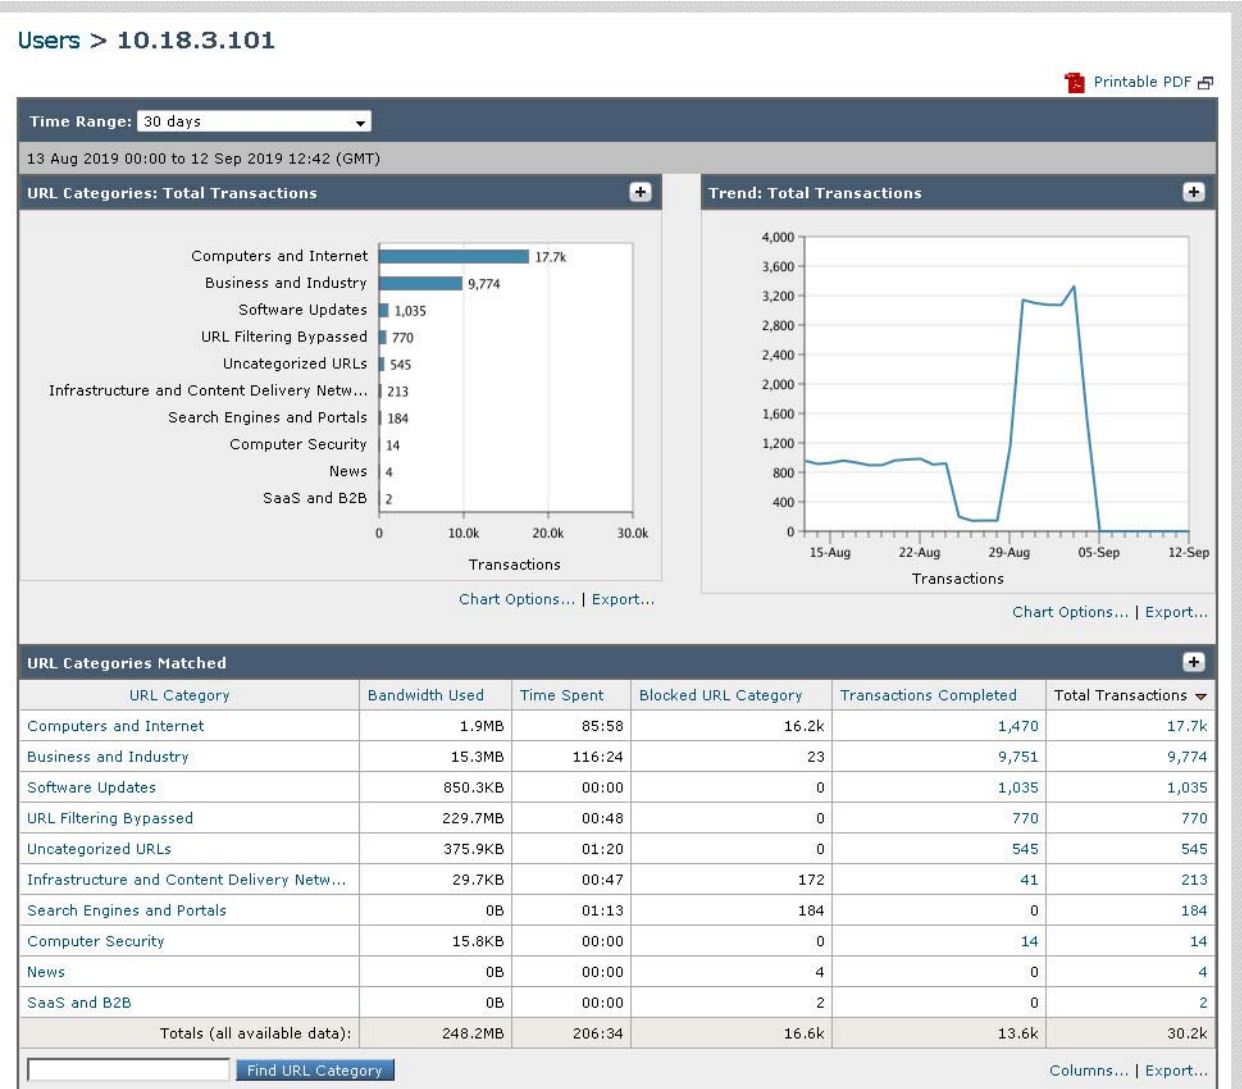 Users > 10.18.3.101
Printable PDF
Time Range: 30 days
13 Aug 2019 00:00 to 12 Sep 2019 12:42 (GMT)
URL Categories: Total Transactions
Computers and Internet 17.7k
Business and Industry 9,774
Software Updates 1,035
URL Filtering Bypassed 770
Uncategorized URLs 545
Infrastructure and Content Delivery Netw... 213
Search Engines and Portals 184
Computer Security 14
News 4
SaaS and B2B 2
0 10.0k 20.0k 30.0k
Transactions
Chart Options... | Export...
Trend: Total Transactions
4,000
3,600
3,200
2,800
2,400
2,000
1,600
1,200
800
400
0
15-Aug 22-Aug 29-Aug 05-Sep 12-Sep
Transactions
Chart Options... | Export...
URL Categories Matched
URL Category Bandwidth Used Time Spent Blocked URL Category Transactions Completed Total Transactions
Computers and Internet 1.9MB 85:58 16.2k 1,470 17.7k
Business and Industry 15.3MB 116:24 23 9,751 9,774
Software Updates 850.3KB 00:00 0 1,035 1,035
URL Filtering Bypassed 229.7MB 00:48 0 770 770
Uncategorized URLs 375.9KB 01:20 0 545 545
Infrastructure and Content Delivery Netw... 29.7KB 00:47 172 41 213
Search Engines and Portals 0B 01:13 184 0 184
Computer Security 15.8KB 00:00 0 14 14
News 0B 00:00 4 0 4
SaaS and B2B 0B 00:00 2 0 2
Totals (all available data): 248.2MB 206:34 16.6k 13.6k 30.2k
Find URL Category
Columns... | Export...